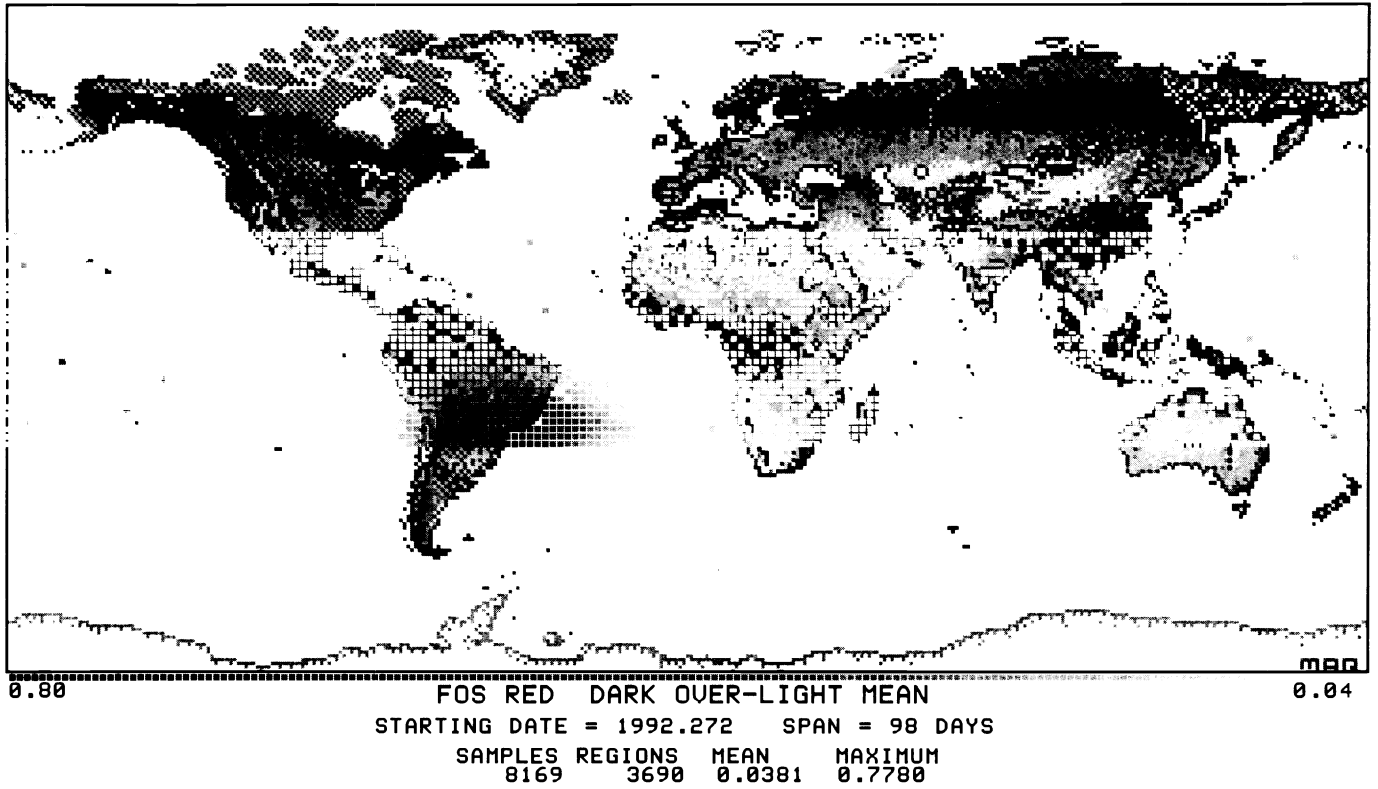 MAQ
0.80 FOS RED DARK OVER-LIGHT MEAN 0.04
STARTING DATE = 1992.272 SPAN = 98 DAYS
SAMPLES REGIONS MEAN MAXIMUM
8169 3690 0.0381 0.7780